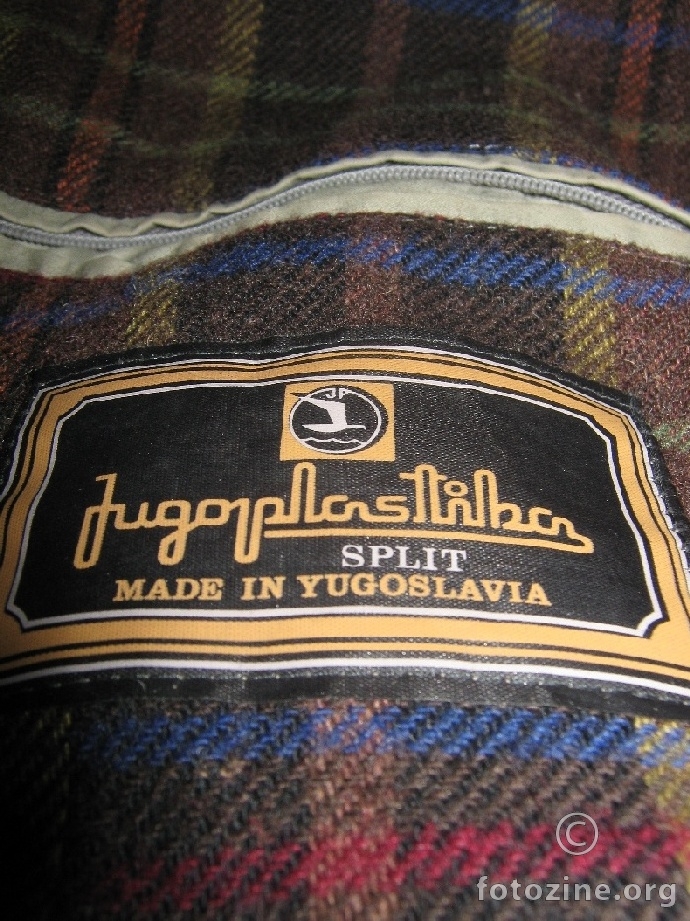 JP
Jugoplastika
SPLIT
MADE IN YUGOSLAVIA
©
fotozine.org